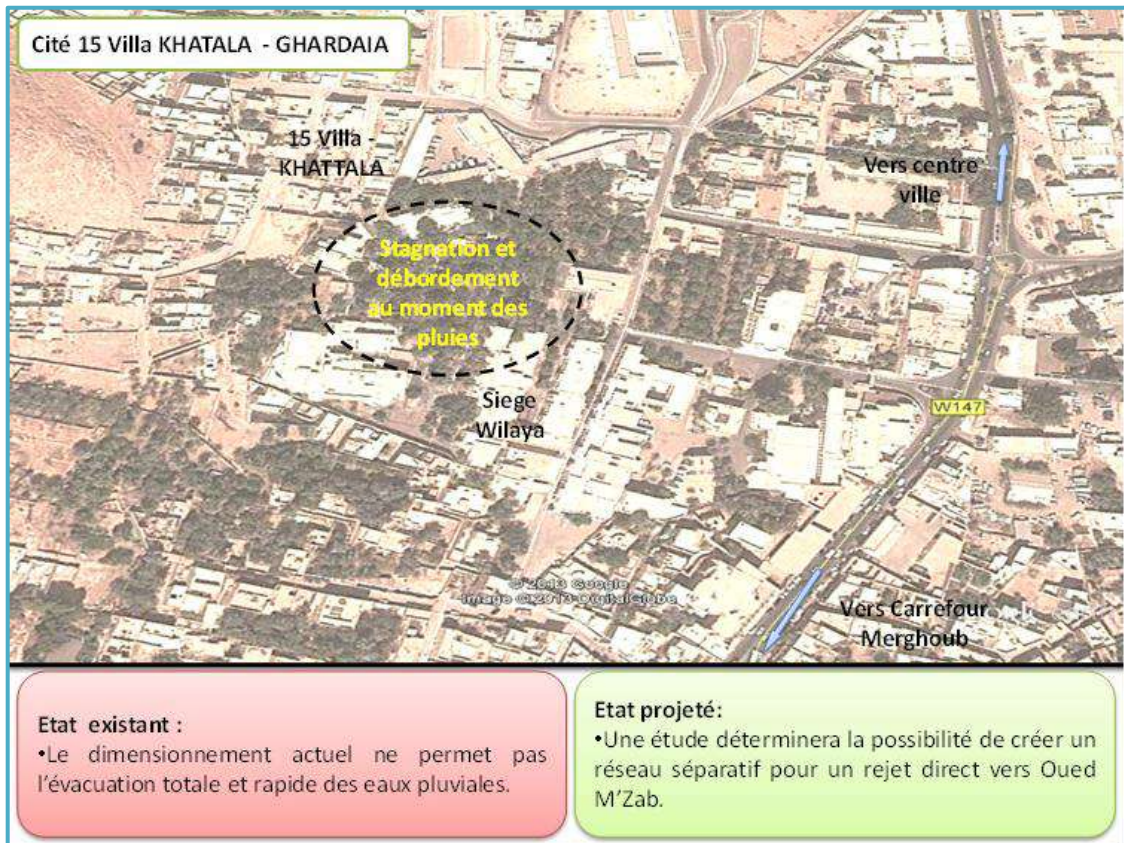 Cité 15 Villa KHATALA - GHARDAIA
15 Villa -
KHATTALA
Vers centre
ville
Stagnation et
débordement
au moment des
pluies
Siege
Wilaya
W147
© 2013 Google
Image © 2013 DigitalGlobe
Vers Carrefour
Merghoub
Etat existant :
•Le dimensionnement actuel ne permet pas
l'évacuation totale et rapide des eaux pluviales.
Etat projeté:
•Une étude déterminera la possibilité de créer un
réseau séparatif pour un rejet direct vers Oued
M'Zab.